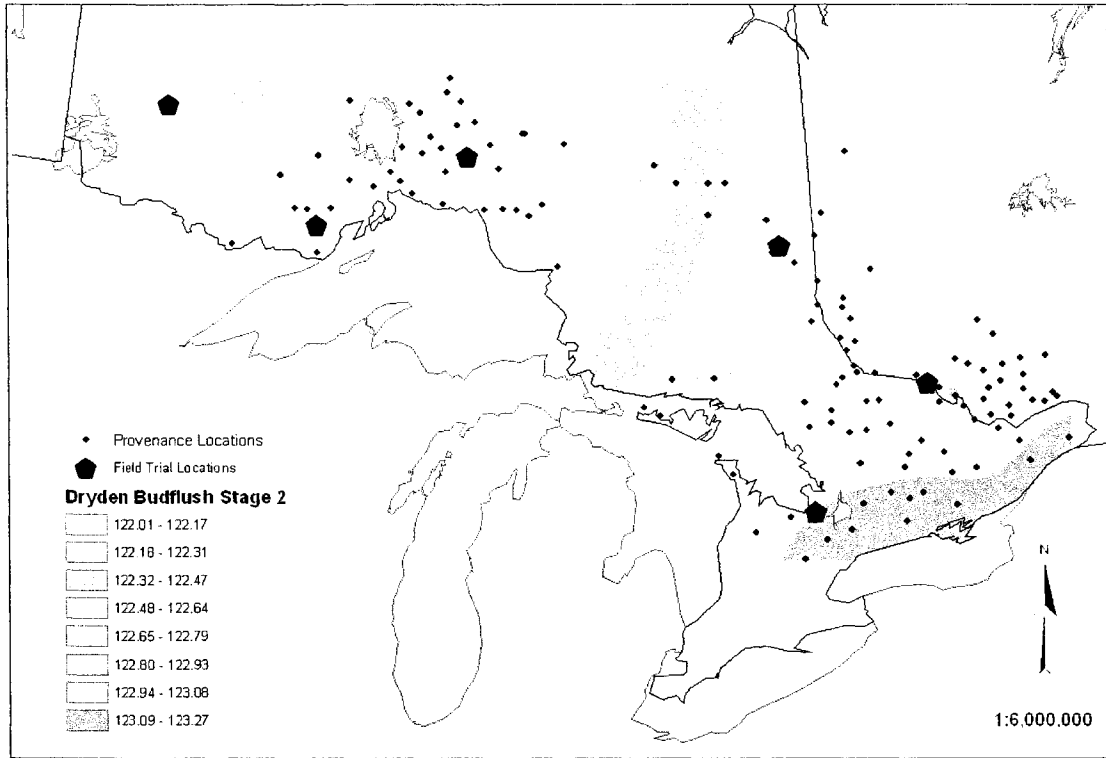 Provenance Locations
Field Trial Locations
Dryden Budflush Stage 2
122.01 - 122.17
122.18 - 122.31
122.32 - 122.47
122.48 - 122.64
122.65 - 122.79
122.80 - 122.93
122.94 - 123.08
123.09 - 123.27
N
1:6,000.000